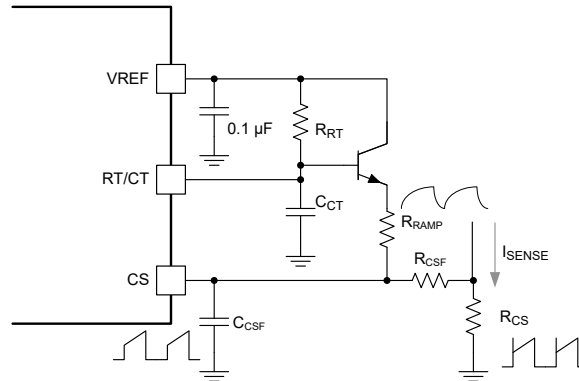 VREF
0.1 µF
RRT
RT/CT
CCT
RRAMP
ISENSE
CS
RCSF
CCSF
RCS